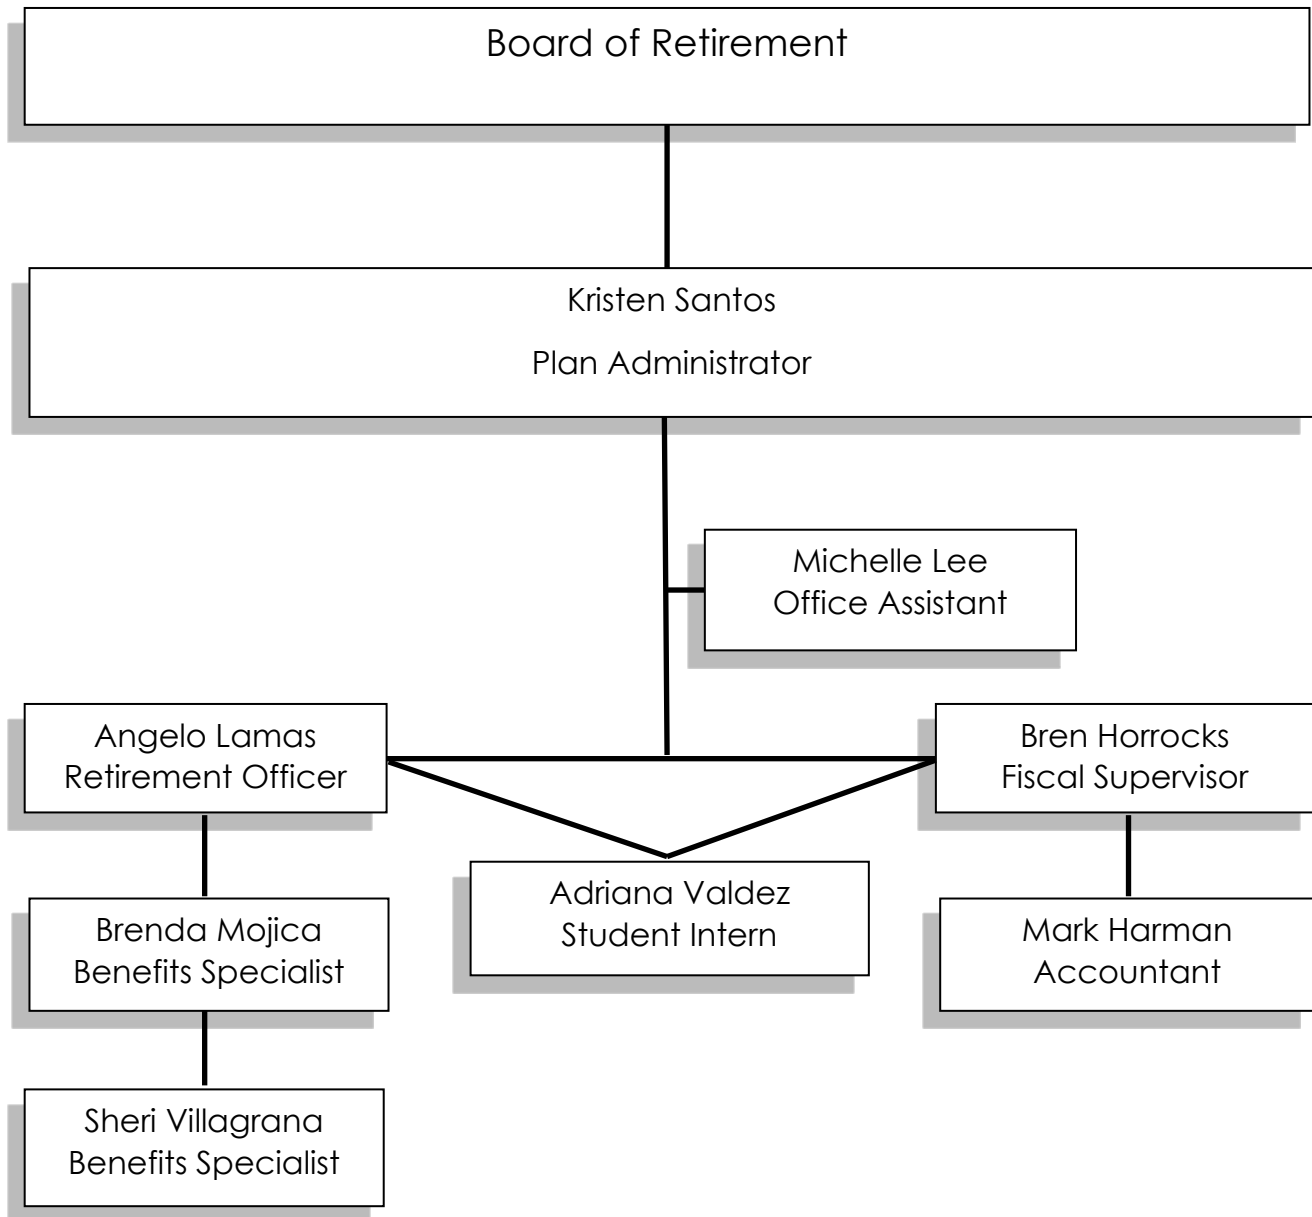 Board of Retirement
Kristen Santos
Plan Administrator
Michelle Lee
Office Assistant
Angelo Lamas
Retirement Officer
Bren Horrocks
Fiscal Supervisor
Adriana Valdez
Student Intern
Brenda Mojica
Benefits Specialist
Mark Harman
Accountant
Sheri Villagrana
Benefits Specialist